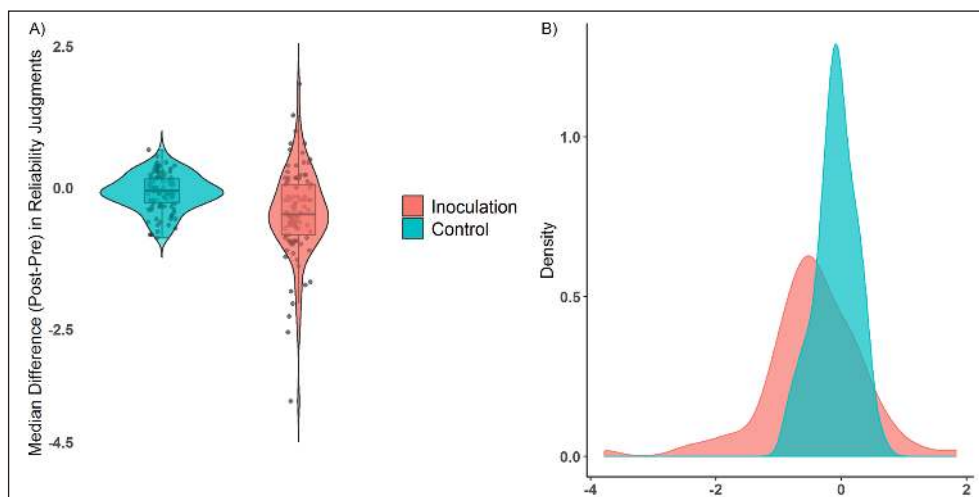 A)
Median Difference (Post-Pre) in Reliability Judgments
2.5
0.0
-2.5
-4.5
Inoculation
Control
B)
Density
1.0
0.5
0.0
-4
-2
0
2